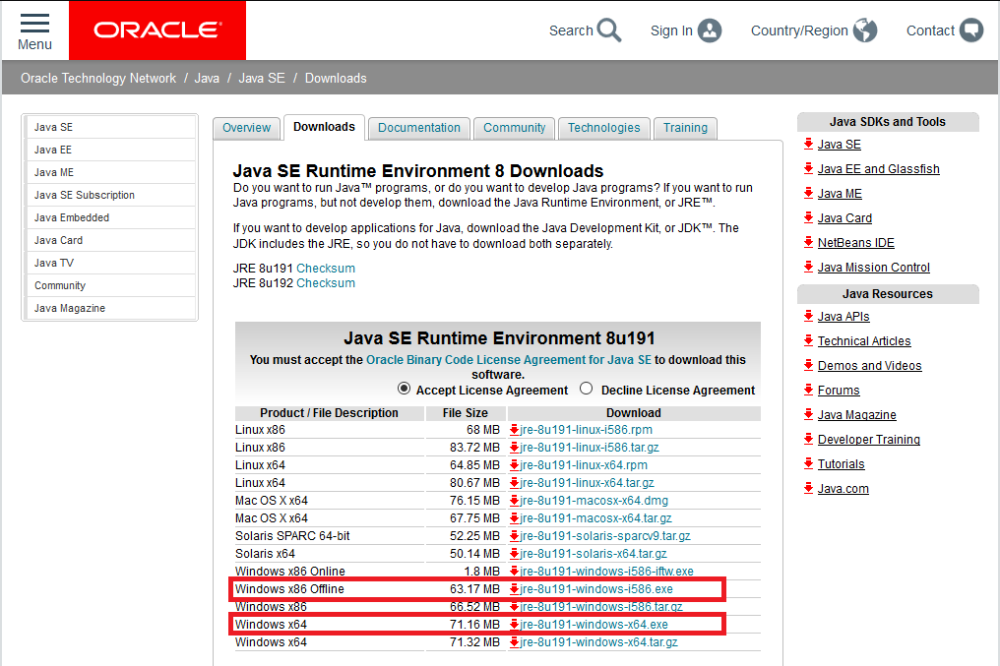 Menu
ORACLE
Search
Sign In
Country/Region
Contact
Oracle Technology Network / Java / Java SE / Downloads
Java SE
Java EE
Java ME
Java SE Subscription
Java Embedded
Java Card
Java TV
Community
Java Magazine
Overview
Downloads
Documentation
Community
Technologies
Training
Java SE Runtime Environment 8 Downloads
Do you want to run Java™ programs, or do you want to develop Java programs? If you want to run
Java programs, but not develop them, download the Java Runtime Environment, or JRE™.
If you want to develop applications for Java, download the Java Development Kit, or JDK™. The
JDK includes the JRE, so you do not have to download both separately.
JRE 8u191 Checksum
JRE 8u192 Checksum
Java SE Runtime Environment 8u191
You must accept the Oracle Binary Code License Agreement for Java SE to download this
software.
Accept License Agreement Decline License Agreement
Product / File Description File Size Download
Linux x86 68 MB jre-8u191-linux-i586.rpm
Linux x86 83.72 MB jre-8u191-linux-i586.tar.gz
Linux x64 64.85 MB jre-8u191-linux-x64.rpm
Linux x64 80.67 MB jre-8u191-linux-x64.tar.gz
Mac OS X x64 76.15 MB jre-8u191-macosx-x64.dmg
Mac OS X x64 67.75 MB jre-8u191-macosx-x64.tar.gz
Solaris SPARC 64-bit 52.25 MB jre-8u191-solaris-sparcv9.tar.gz
Solaris x64 50.14 MB jre-8u191-solaris-x64.tar.gz
Windows x86 Online 1.8 MB jre-8u191-windows-i586-iftw.exe
Windows x86 Offline 63.17 MB jre-8u191-windows-i586.exe
Windows x86 66.52 MB jre-8u191-windows-i586.tar.gz
Windows x64 71.16 MB jre-8u191-windows-x64.exe
Windows x64 71.32 MB jre-8u191-windows-x64.tar.gz
Java SDKs and Tools
Java SE
Java EE and Glassfish
Java ME
Java Card
NetBeans IDE
Java Mission Control
Java Resources
Java APIs
Technical Articles
Demos and Videos
Forums
Java Magazine
Developer Training
Tutorials
Java.com